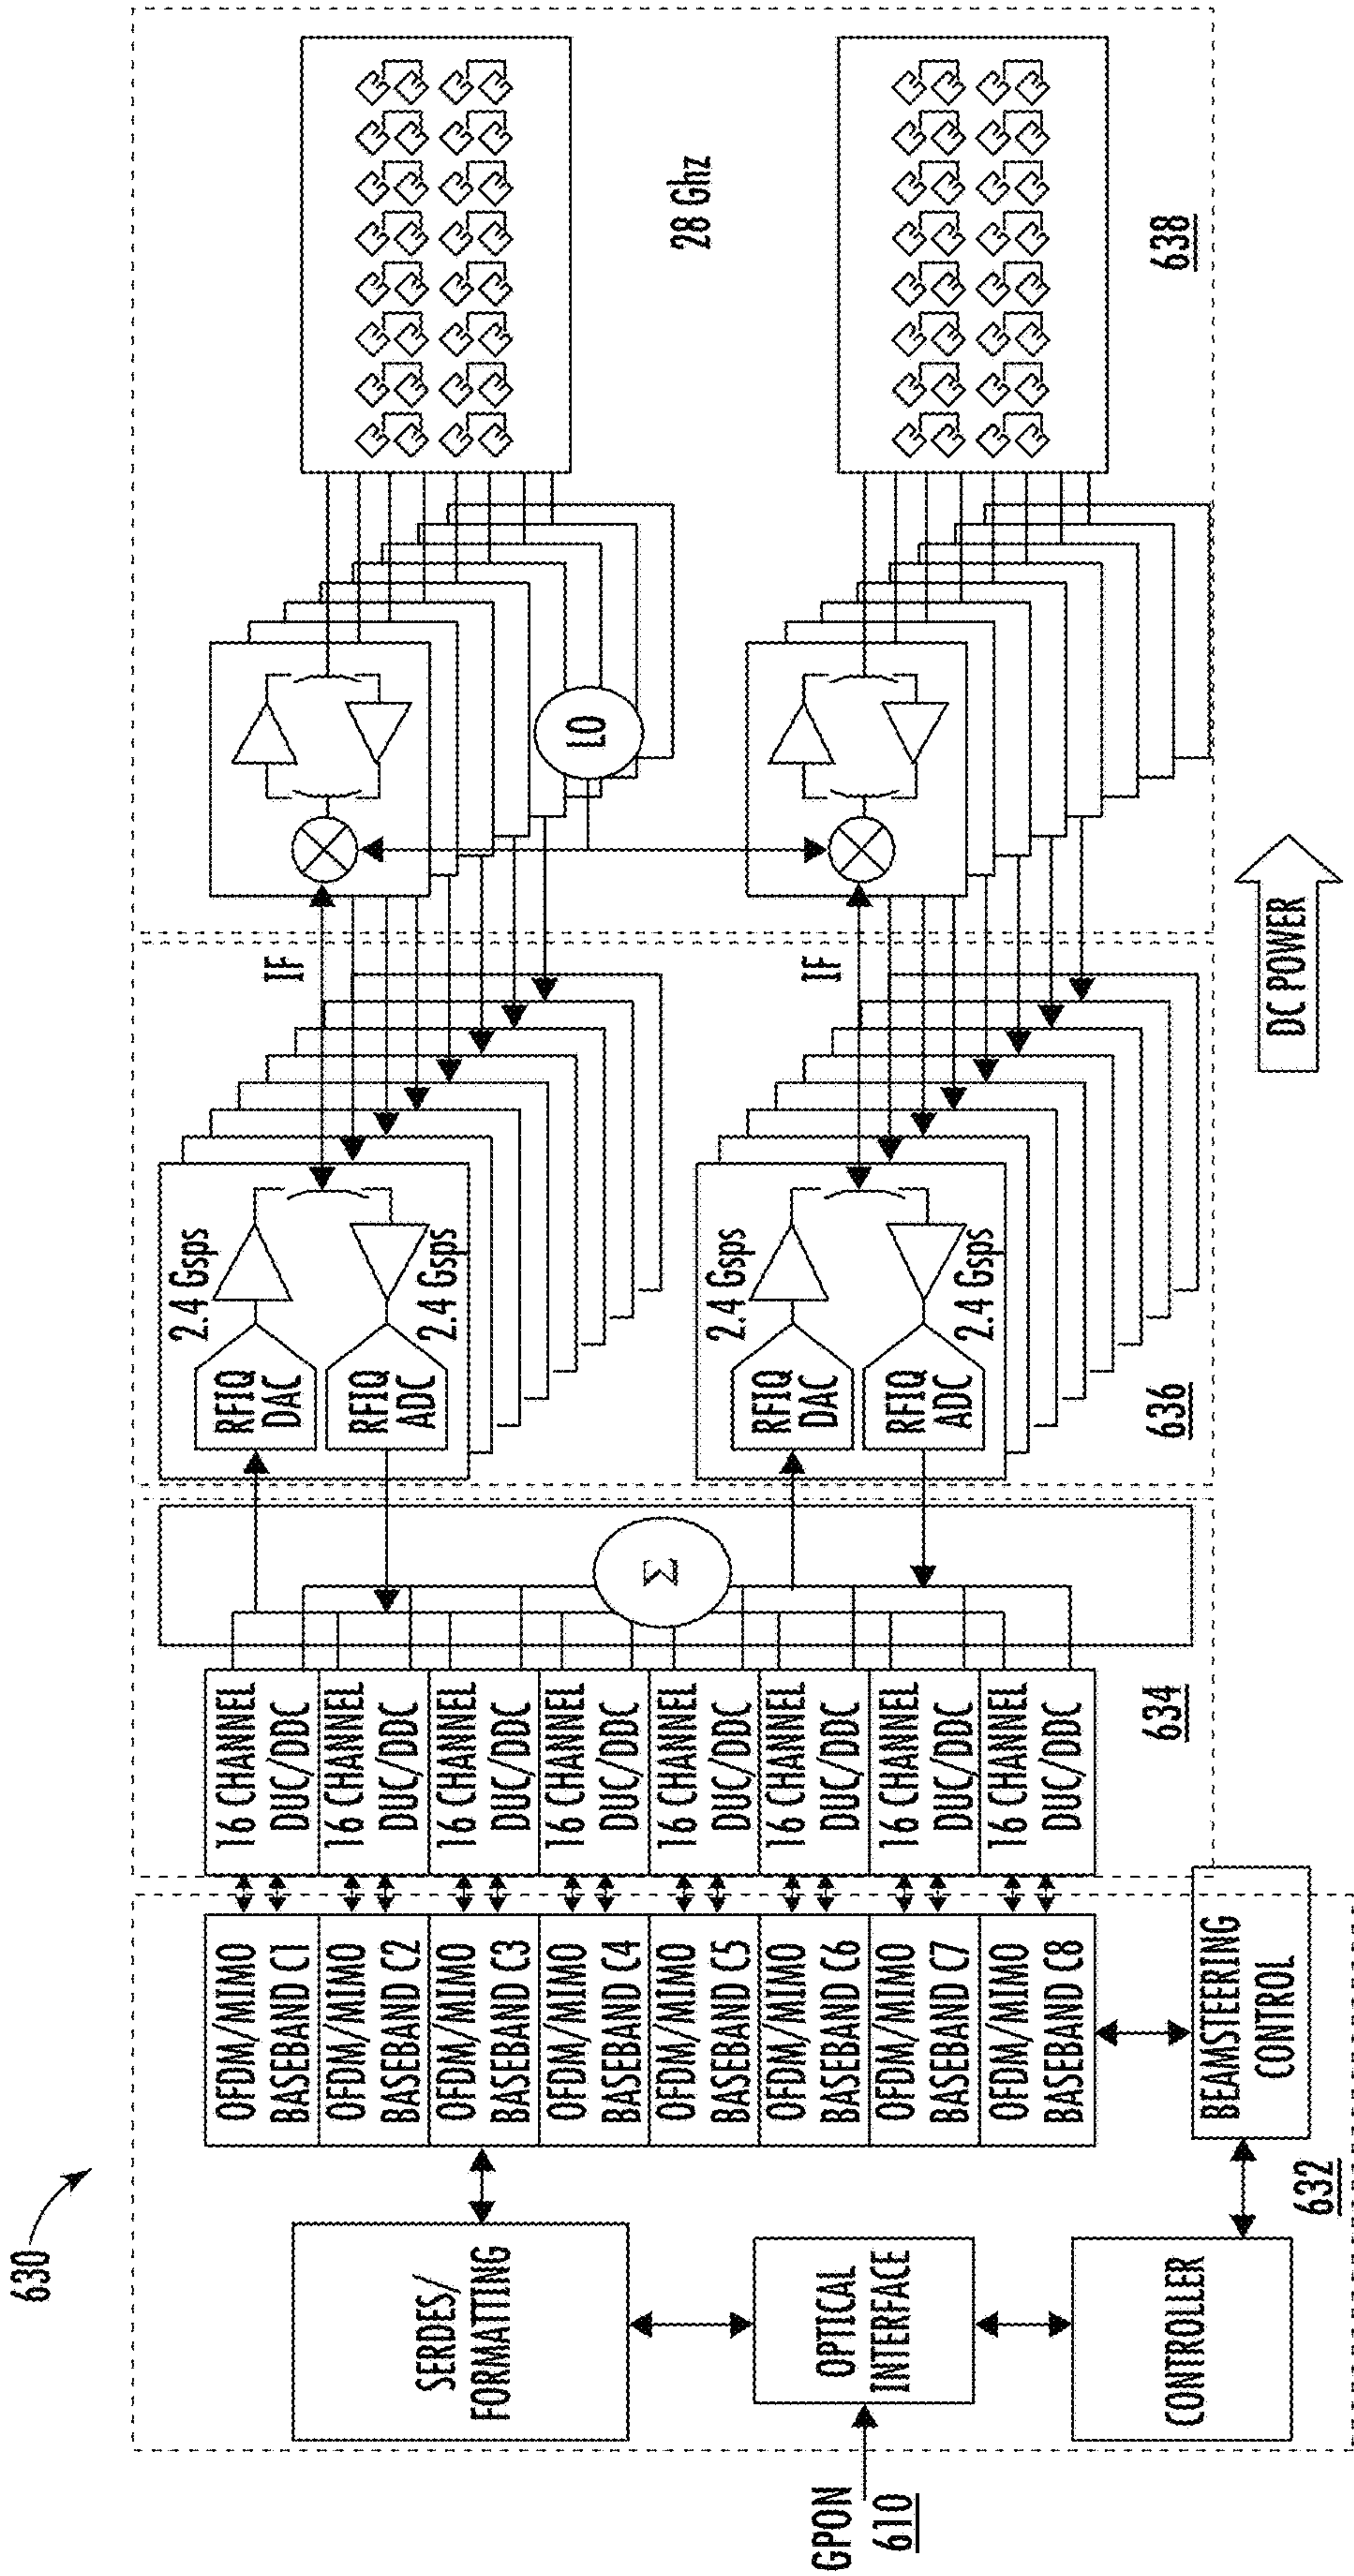 630
GPON
610
SERDES/
FORMATTING
OPTICAL
INTERFACE
CONTROLLER
632
OFDM/MIMO
BASEBAND C1
OFDM/MIMO
BASEBAND C2
OFDM/MIMO
BASEBAND C3
OFDM/MIMO
BASEBAND C4
OFDM/MIMO
BASEBAND C5
OFDM/MIMO
BASEBAND C6
OFDM/MIMO
BASEBAND C7
OFDM/MIMO
BASEBAND C8
BEAMSTEERING
CONTROL
16 CHANNEL
DUC/DDC
16 CHANNEL
DUC/DDC
16 CHANNEL
DUC/DDC
16 CHANNEL
DUC/DDC
16 CHANNEL
DUC/DDC
16 CHANNEL
DUC/DDC
16 CHANNEL
DUC/DDC
16 CHANNEL
DUC/DDC
634
Σ
RFIQ
DAC
2.4 Gsps
RFIQ
ADC
2.4 Gsps
RFIQ
DAC
2.4 Gsps
RFIQ
ADC
2.4 Gsps
636
IF
IF
LO
28 Ghz
638
DC POWER